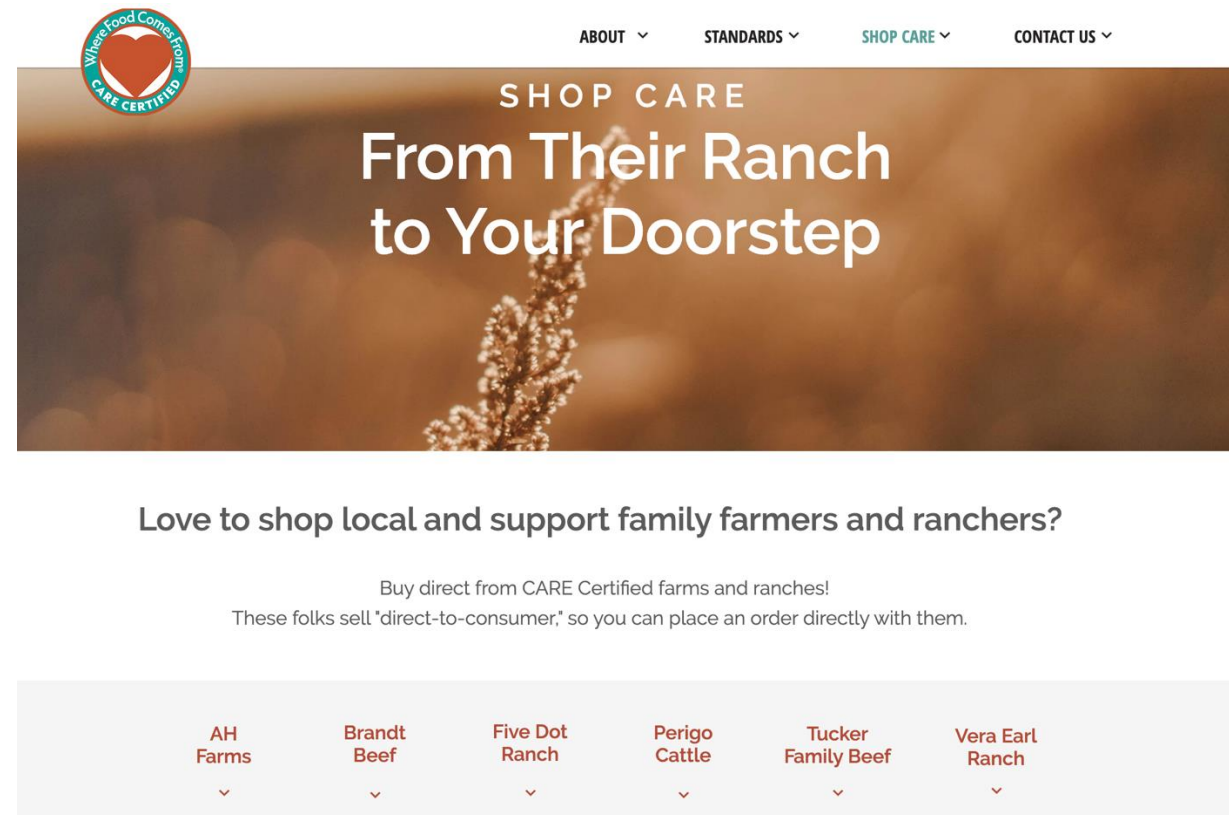 Where Food Comes From®
CARE CERTIFIED
ABOUT
STANDARDS
SHOP CARE
CONTACT US
SHOP CARE
From Their Ranch
to Your Doorstep
Love to shop local and support family farmers and ranchers?
Buy direct from CARE Certified farms and ranches!
These folks sell "direct-to-consumer," so you can place an order directly with them.
AH
Farms
Brandt
Beef
Five Dot
Ranch
Perigo
Cattle
Tucker
Family Beef
Vera Earl
Ranch